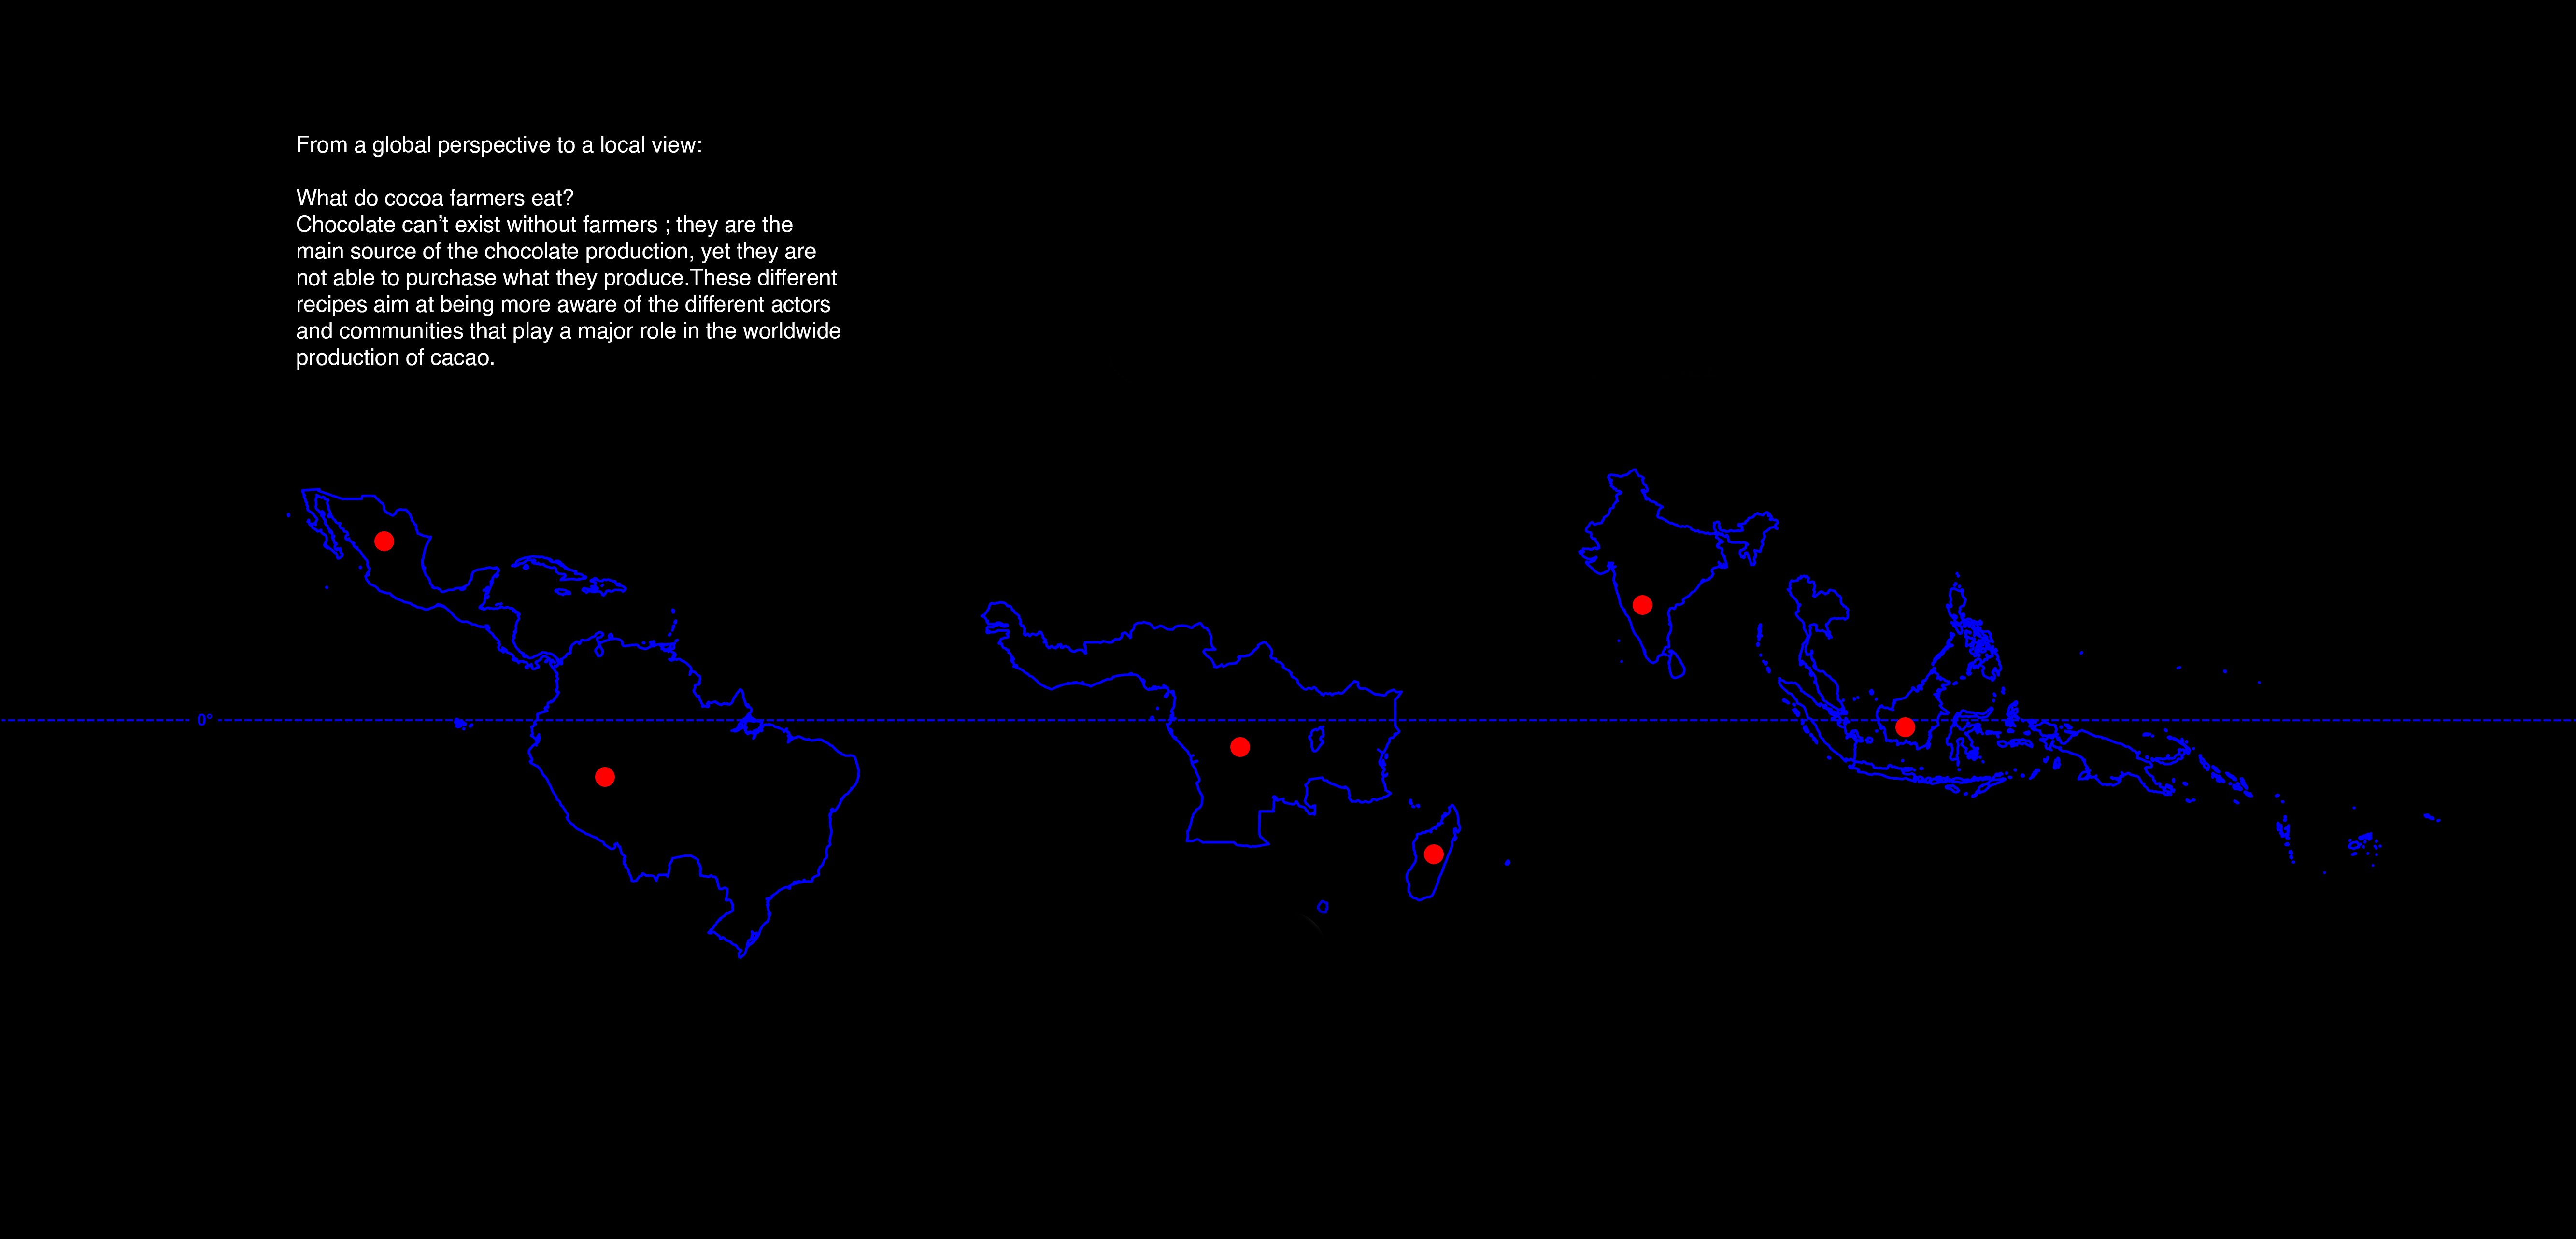 From a global perspective to a local view:
What do cocoa farmers eat?
Chocolate can’t exist without farmers ; they are the
main source of the chocolate production, yet they are
not able to purchase what they produce.These different
recipes aim at being more aware of the different actors
and communities that play a major role in the worldwide
production of cacao.
0°